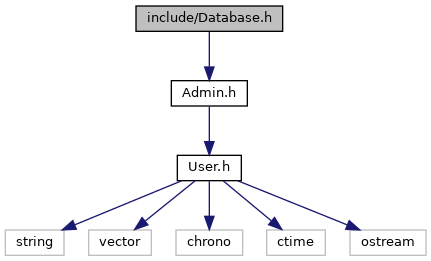 include/Database.h
Admin.h
User.h
string
vector
chrono
ctime
ostream